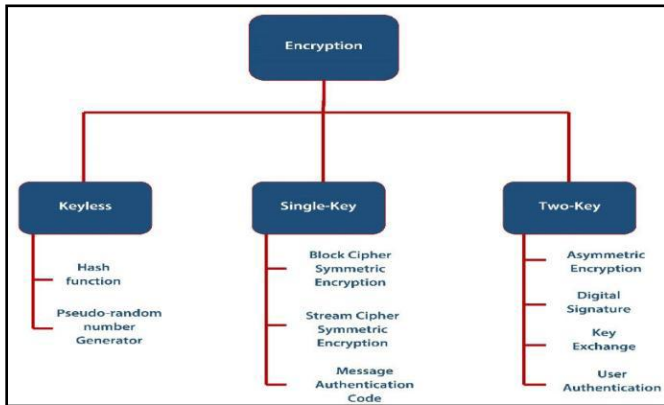 Encryption
Keyless
Single-Key
Two-Key
Hash
function
Pseudo-random
number
Generator
Block Cipher
Symmetric
Encryption
Stream Cipher
Symmetric
Encryption
Message
Authentication
Code
Asymmetric
Encryption
Digital
Signature
Key
Exchange
User
Authentication